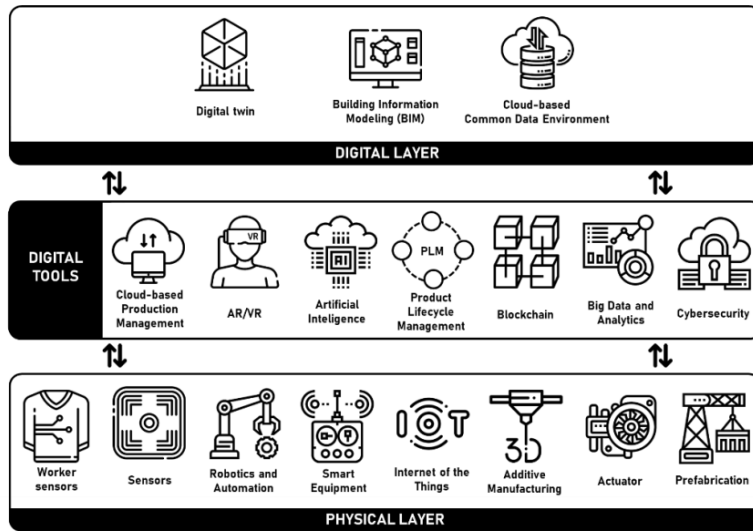 Digital twin
Building Information
Modeling (BIM)
Cloud-based
Common Data Environment
DIGITAL LAYER
DIGITAL
TOOLS
Cloud-based
Production
Management
VR
AR/VR
AI
Artificial
Inteligence
PLM
Product
Lifecycle
Management
Blockchain
Big Data and
Analytics
Cybersecurity
Worker
sensors
Sensors
Robotics and
Automation
Smart
Equipment
IOT
Internet of the
Things
3D
Additive
Manufacturing
Actuator
Prefabrication
PHYSICAL LAYER